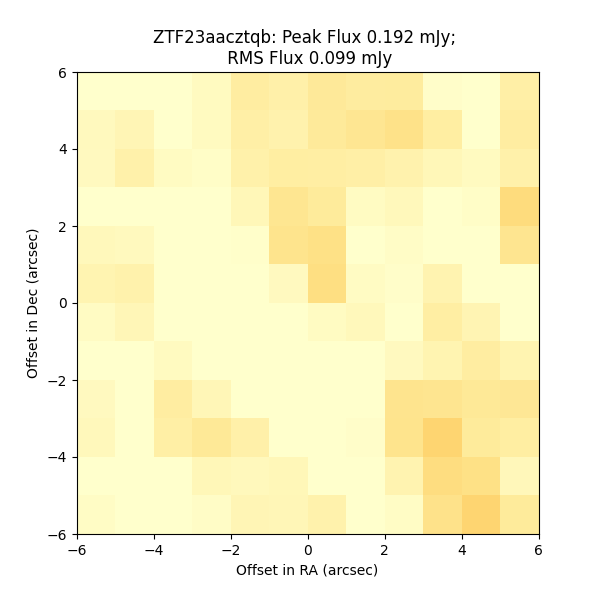 ZTF23aacztqb: Peak Flux 0.192 mJy;
RMS Flux 0.099 mJy
6
4
2
0
−2
−4
−6
Offset in Dec (arcsec)
−6 −4 −2 0 2 4 6
Offset in RA (arcsec)